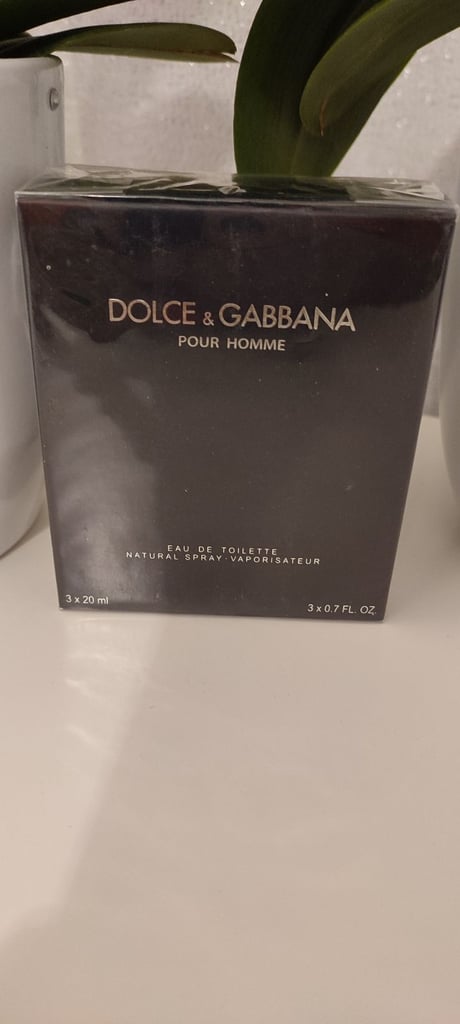 DOLCE & GABBANA
POUR HOMME
EAU DE TOILETTE
NATURAL SPRAY·VAPORISATEUR
3 x 20 ml
3 x 0.7 FL. OZ.